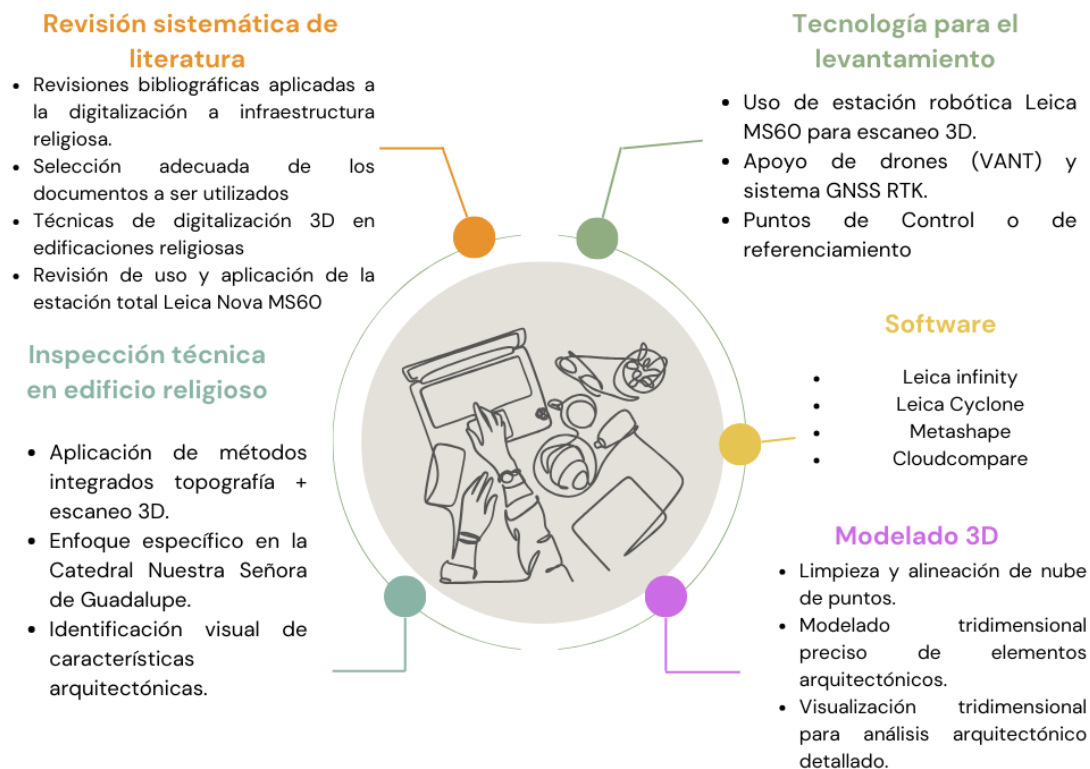 Revisión sistemática de
literatura
• Revisiones bibliográficas aplicadas a
la digitalización a infraestructura
religiosa.
• Selección adecuada de los
documentos a ser utilizados
• Técnicas de digitalización 3D en
edificaciones religiosas
• Revisión de uso y aplicación de la
estación total Leica Nova MS60
Inspección técnica
en edificio religioso
• Aplicación de métodos
integrados topografía +
escaneo 3D.
• Enfoque específico en la
Catedral Nuestra Señora
de Guadalupe.
• Identificación visual de
características
arquitectónicas.
Tecnología para el
levantamiento
• Uso de estación robótica Leica
MS60 para escaneo 3D.
• Apoyo de drones (VANT) y
sistema GNSS RTK.
• Puntos de Control o de
referenciamiento
Software
• Leica infinity
• Leica Cyclone
• Metashape
• Cloudcompare
Modelado 3D
• Limpieza y alineación de nube
de puntos.
• Modelado tridimensional
preciso de elementos
arquitectónicos.
• Visualización tridimensional
para análisis arquitectónico
detallado.